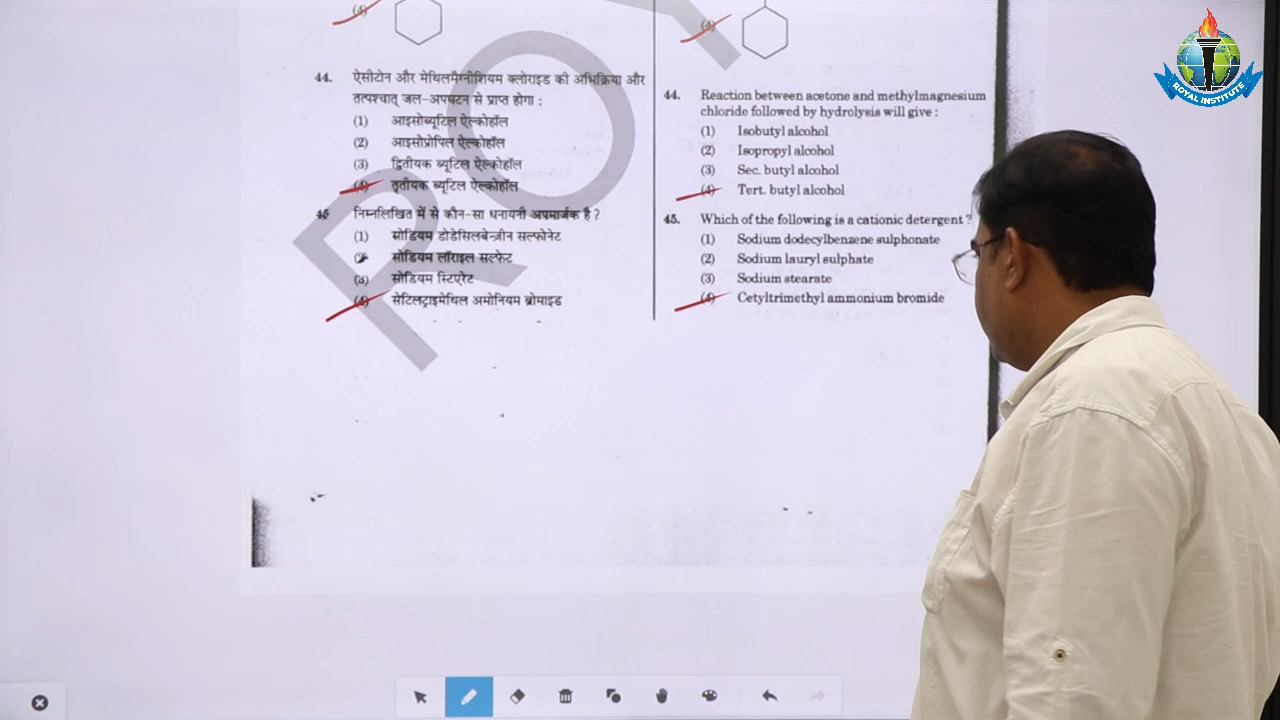 (4)
44. ऐसीटोन और मेथिलमैग्नीशियम क्लोराइड की अभिक्रिया और
तत्पश्चात् जल-अपघटन से प्राप्त होगा :
(1) आइसोब्यूटिल ऐल्कोहॉल
(2) आइसोप्रोपिल ऐल्कोहॉल
(3) द्वितीयक ब्यूटिल ऐल्कोहॉल
(4) तृतीयक ब्यूटिल ऐल्कोहॉल
45 निम्नलिखित में से कौन-सा धनायनी अपमार्जक है ?
(1) सोडियम डोडेसिलबेन्ज़ीन सल्फोनेट
सोडियम लॉराइल सल्फेट
(3) सोडियम स्टिएरेट
(4) सेटिलट्राइमेथिल अमोनियम ब्रोमाइड
(4)
44. Reaction between acetone and methylmagnesium
chloride followed by hydrolysis will give :
(1) Isobutyl alcohol
(2) Isopropyl alcohol
(3) Sec. butyl alcohol
(4) Tert. butyl alcohol
45. Which of the following is a cationic detergent ?
(1) Sodium dodecylbenzene sulphonate
(2) Sodium lauryl sulphate
(3) Sodium stearate
(4) Cetyltrimethyl ammonium bromide
ROY
ROYAL INSTITUTE